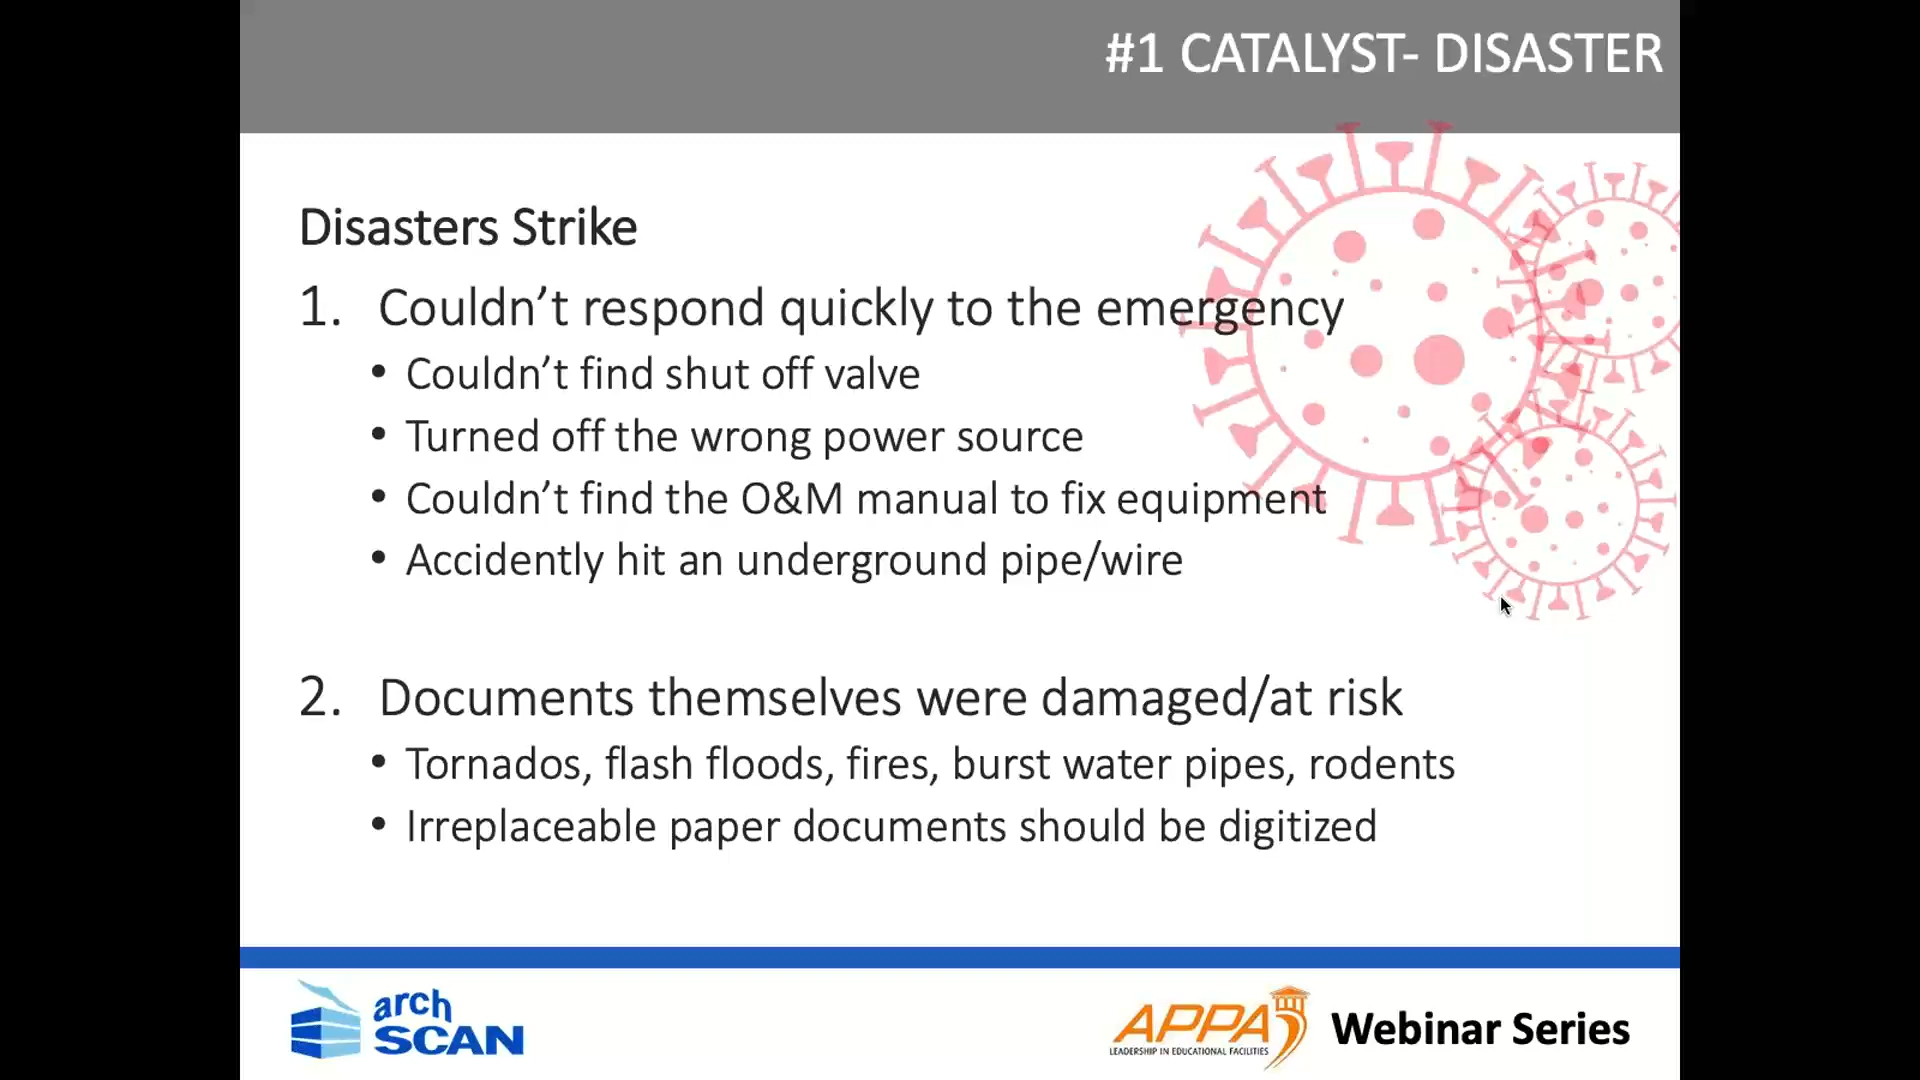 #1 CATALYST- DISASTER
Disasters Strike
1. Couldn’t respond quickly to the emergency
• Couldn’t find shut off valve
• Turned off the wrong power source
• Couldn’t find the O&M manual to fix equipment
• Accidently hit an underground pipe/wire
2. Documents themselves were damaged/at risk
• Tornados, flash floods, fires, burst water pipes, rodents
• Irreplaceable paper documents should be digitized
arch
SCAN
APPA
LEADERSHIP IN EDUCATIONAL FACILITIES
Webinar Series